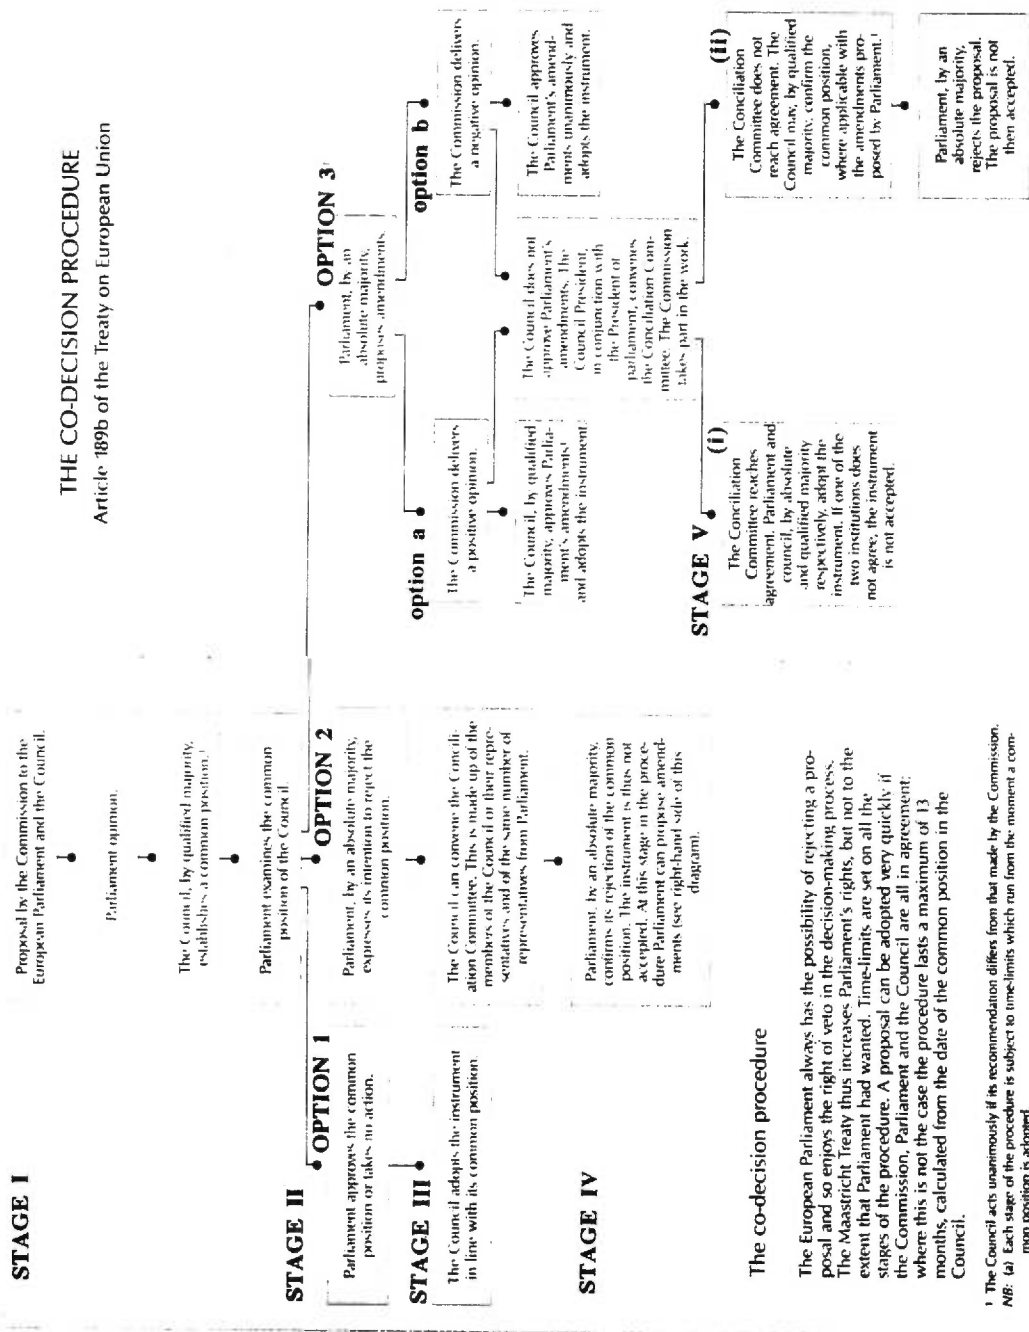 THE CO-DECISION PROCEDURE
Article 189b of the Treaty on European Union
STAGE I
Proposal by the Commission to the
European Parliament and the Council.
Parliament opinion.
The Council, by qualified majority,
establishes a common position.¹
Parliament examines the common
position of the Council.
STAGE II
OPTION 1
Parliament approves the common
position or takes no action.
OPTION 2
Parliament, by an absolute majority,
expresses its intention to reject the
common position.
OPTION 3
Parliament, by an
absolute majority,
proposes amendments.
STAGE III
The Council adopts the instrument
in line with its common position.
The Council can convene the Concili-
ation Committee. This is made up of the
members of the Council or their repre-
sentatives and of the same number of
representatives from Parliament.
option a
The Commission delivers
a positive opinion.
option b
The Commission delivers
a negative opinion.
STAGE IV
Parliament, by an absolute majority,
confirms its rejection of the common
position. The instrument is thus not
accepted. At this stage in the proce-
dure Parliament can propose amend-
ments (see right-hand side of this
diagram).
The Council, by qualified
majority, approves Parlia-
ment's amendments¹
and adopts the instrument.
The Council does not
approve Parliament's
amendments. The
Council President,
in conjunction with
the President of
parliament, convenes
the Conciliation Com-
mittee. The Commission
takes part in the work.
The Council approves
Parliament's amend-
ments unanimously and
adopts the instrument.
STAGE V
(i)
The Conciliation
Committee reaches
agreement. Parliament and
council, by absolute
and qualified majority
respectively, adopt the
instrument. If one of the
two institutions does
not agree, the instrument
is not accepted.
(ii)
The Conciliation
Committee does not
reach agreement. The
Council may, by qualified
majority, confirm the
common position,
where applicable with
the amendments pro-
posed by Parliament.¹
Parliament, by an
absolute majority,
rejects the proposal.
The proposal is not
then accepted.
The co-decision procedure
The European Parliament always has the possibility of rejecting a pro-
posal and so enjoys the right of veto in the decision-making process.
The Maastricht Treaty thus increases Parliament's rights, but not to the
extent that Parliament had wanted. Time-limits are set on all the
stages of the procedure. A proposal can be adopted very quickly if
the Commission, Parliament and the Council are all in agreement;
where this is not the case the procedure lasts a maximum of 13
months, calculated from the date of the common position in the
Council.
¹ The Council acts unanimously if its recommendation differs from that made by the Commission.
NB: (a) Each stage of the procedure is subject to time-limits which run from the moment a com-
mon position is adopted.